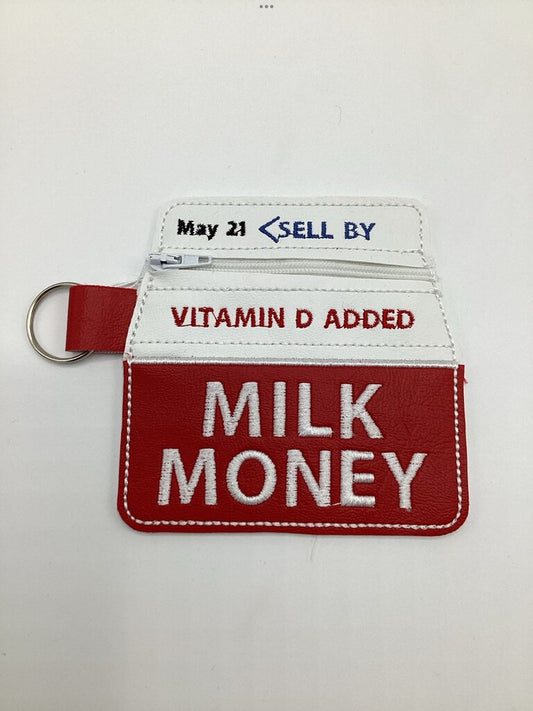 May 21 <SELL BY
VITAMIN D ADDED
MILK
MONEY